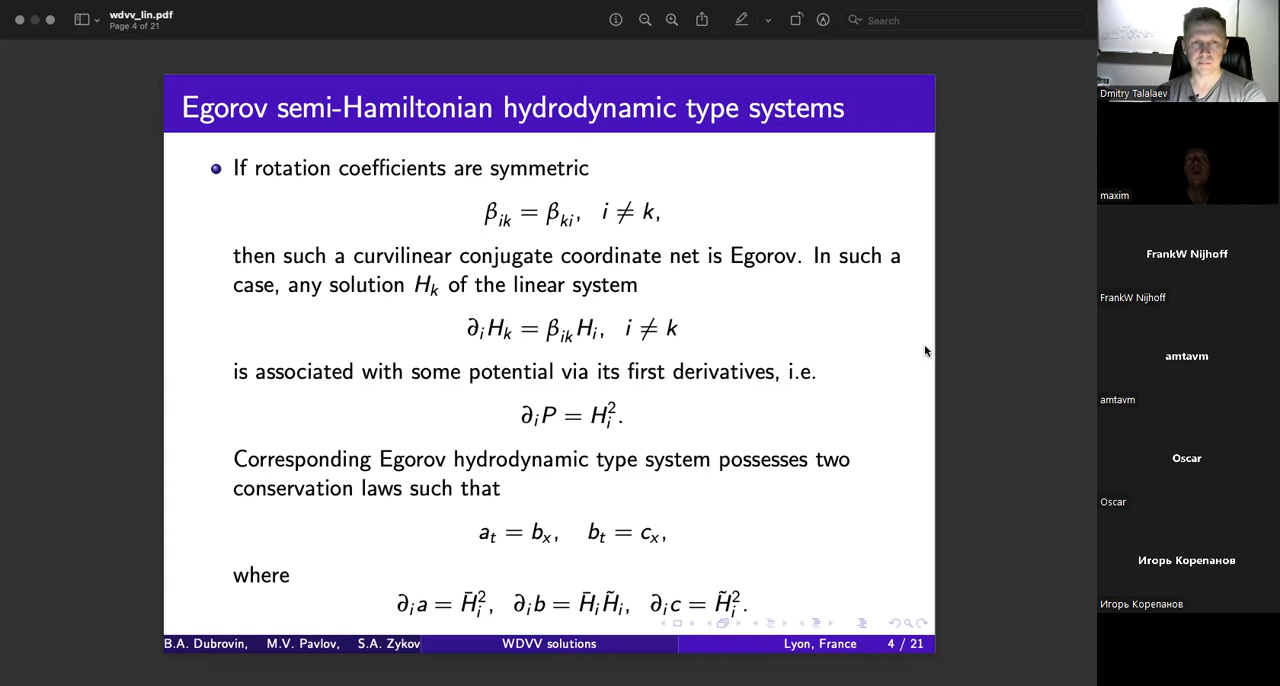 wdvv_lin.pdf
Page 4 of 21
Search
Egorov semi-Hamiltonian hydrodynamic type systems
If rotation coefficients are symmetric
β_ik = β_ki, i ≠ k,
then such a curvilinear conjugate coordinate net is Egorov. In such a
case, any solution H_k of the linear system
∂_i H_k = β_ik H_i, i ≠ k
is associated with some potential via its first derivatives, i.e.
∂_i P = H_i^2.
Corresponding Egorov hydrodynamic type system possesses two
conservation laws such that
a_t = b_x, b_t = c_x,
where
∂_i a = H̄_i^2, ∂_i b = H̄_i H̃_i, ∂_i c = H̃_i^2.
B.A. Dubrovin, M.V. Pavlov, S.A. Zykov
WDVV solutions
Lyon, France
4 / 21
Dmitry Talalaev
maxim
FrankW Nijhoff
FrankW Nijhoff
amtavm
amtavm
Oscar
Oscar
Игорь Корепанов
Игорь Корепанов